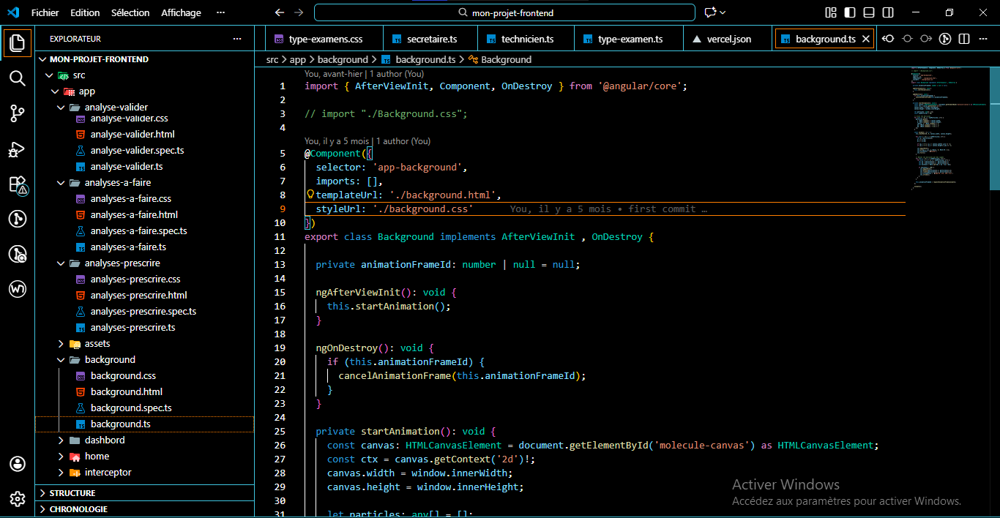 Fichier Edition Sélection Affichage ··· mon-projet-frontend
EXPLORATEUR ···
type-examens.css secretaire.ts technicien.ts type-examen.ts vercel.json background.ts
MON-PROJET-FRONTEND
src
app
analyse-valider
analyse-valider.css
analyse-valider.html
analyse-valider.spec.ts
analyse-valider.ts
analyses-a-faire
analyses-a-faire.css
analyses-a-faire.html
analyses-a-faire.spec.ts
analyses-a-faire.ts
analyses-prescrire
analyses-prescrire.css
analyses-prescrire.html
analyses-prescrire.spec.ts
analyses-prescrire.ts
assets
background
background.css
background.html
background.spec.ts
background.ts
dashbord
home
interceptor
STRUCTURE
CHRONOLOGIE
src > app > background > background.ts > Background
You, avant-hier | 1 author (You)
1 import { AfterViewInit, Component, OnDestroy } from '@angular/core';
2
3 // import "./Background.css";
4
You, il y a 5 mois | 1 author (You)
5 @Component({
6 selector: 'app-background',
7 imports: [],
8 templateUrl: './background.html',
9 styleUrl: './background.css' You, il y a 5 mois • first commit …
10 })
11 export class Background implements AfterViewInit , OnDestroy {
12
13 private animationFrameId: number | null = null;
14
15 ngAfterViewInit(): void {
16 this.startAnimation();
17 }
18
19 ngOnDestroy(): void {
20 if (this.animationFrameId) {
21 cancelAnimationFrame(this.animationFrameId);
22 }
23 }
24
25 private startAnimation(): void {
26 const canvas: HTMLCanvasElement = document.getElementById('molecule-canvas') as HTMLCanvasElement;
27 const ctx = canvas.getContext('2d')!;
28 canvas.width = window.innerWidth;
29 canvas.height = window.innerHeight;
30
31 let particles: any[] = [];
Activer Windows
Accédez aux paramètres pour activer Windows.